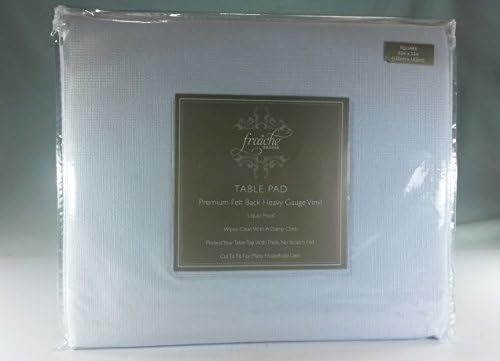 SQUARE
fraiche
TABLE PAD
Premium Felt Back Heavy Gauge Vinyl
Liquid Proof
Wipes Clean With A Damp Cloth
Protect Your Table Top With Thick, No Scratch Felt
Cut To Fit For Many Household Uses